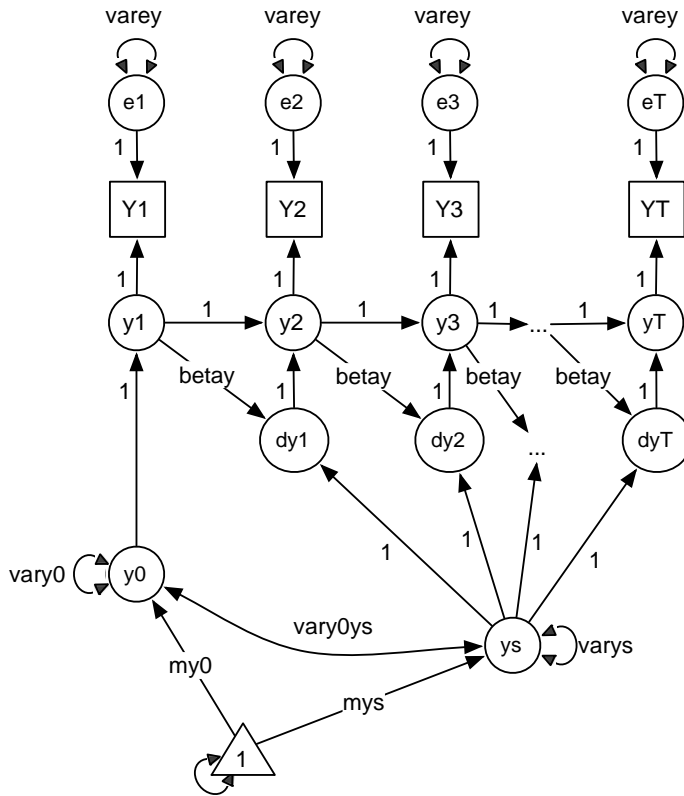 varey varey varey varey
e1 e2 e3 eT
1 1 1 1
Y1 Y2 Y3 YT
1 1 1 1
y1 1 y2 1 y3 1 ... 1 yT
betay 1 betay 1 betay betay 1
1
dy1 dy2 ... dyT
1 1 1 1
vary0 y0
vary0ys
ys varys
my0 mys
1